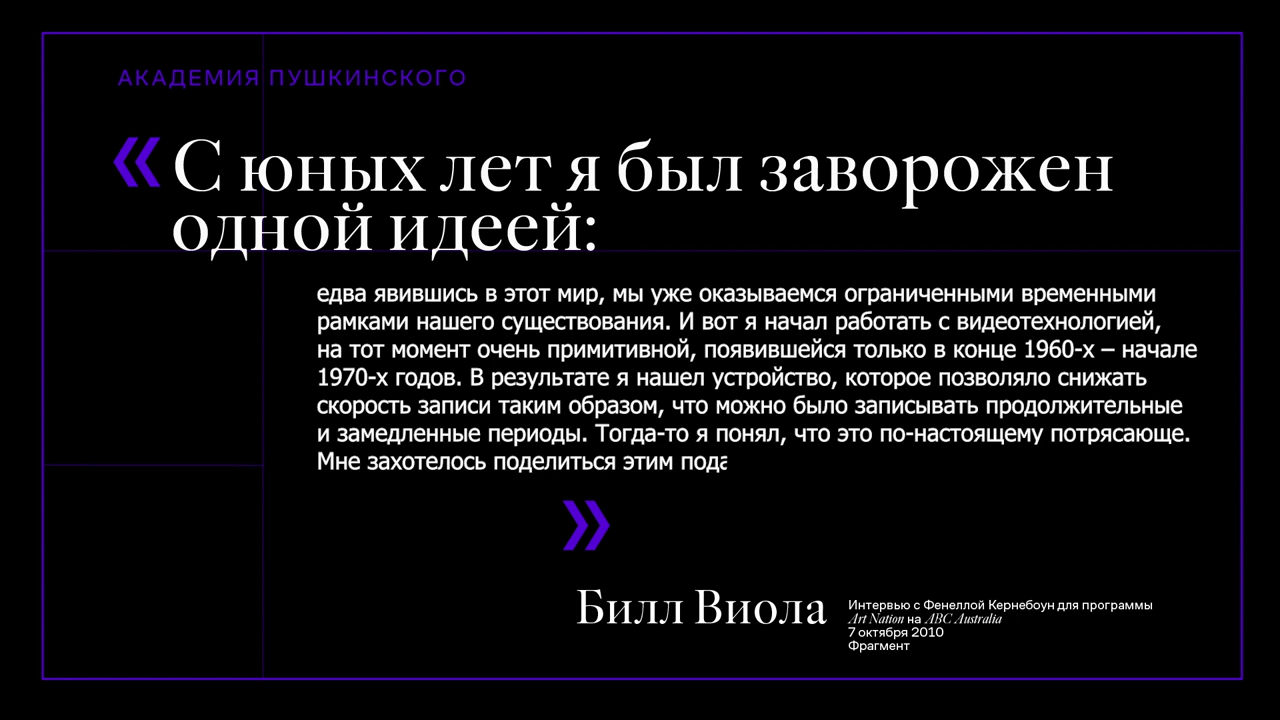 АКАДЕМИЯ ПУШКИНСКОГО
« С юных лет я был заворожен
одной идеей:
едва явившись в этот мир, мы уже оказываемся ограниченными временными
рамками нашего существования. И вот я начал работать с видеотехнологией,
на тот момент очень примитивной, появившейся только в конце 1960-х – начале
1970-х годов. В результате я нашел устройство, которое позволяло снижать
скорость записи таким образом, что можно было записывать продолжительные
и замедленные периоды. Тогда-то я понял, что это по-настоящему потрясающе.
Мне захотелось поделиться этим
»
Билл Виола
Интервью с Фенеллой Кернебоун для программы
Art Nation на ABC Australia
7 октября 2010
Фрагмент